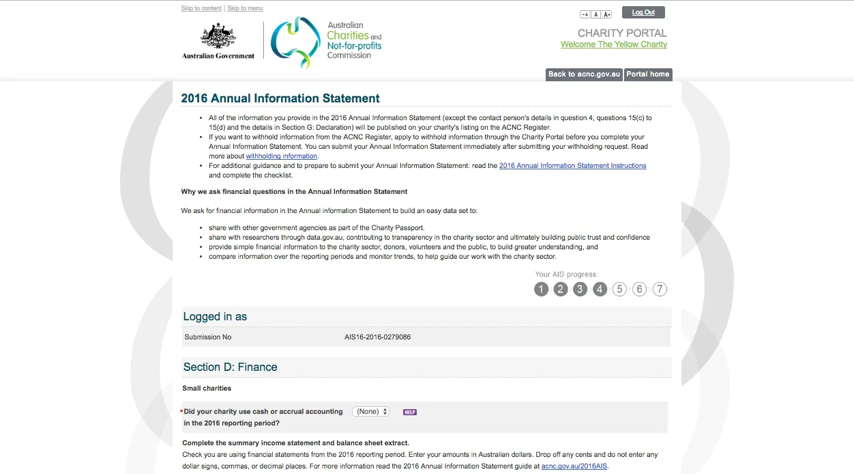 Skip to content | Skip to menu
-A A A+
Log Out
Australian Government
Australian
Charities and
Not-for-profits
Commission
CHARITY PORTAL
Welcome The Yellow Charity
Back to acnc.gov.au Portal home
2016 Annual Information Statement
• All of the information you provide in the 2016 Annual Information Statement (except the contact person's details in question 4, questions 15(c) to
15(d) and the details in Section G: Declaration) will be published on your charity's listing on the ACNC Register.
• If you want to withhold information from the ACNC Register, apply to withhold information through the Charity Portal before you complete your
Annual Information Statement. You can submit your Annual Information Statement immediately after submitting your withholding request. Read
more about withholding information.
• For additional guidance and to prepare to submit your Annual Information Statement: read the 2016 Annual Information Statement Instructions
and complete the checklist.
Why we ask financial questions in the Annual Information Statement
We ask for financial information in the Annual information Statement to build an easy data set to:
• share with other government agencies as part of the Charity Passport.
• share with researchers through data.gov.au, contributing to transparency in the charity sector and ultimately building public trust and confidence
• provide simple financial information to the charity sector, donors, volunteers and the public, to build greater understanding, and
• compare information over the reporting periods and monitor trends, to help guide our work with the charity sector.
Your AIS progress:
1 2 3 4 5 6 7
Logged in as
Submission No AIS16-2016-0279086
Section D: Finance
Small charities
*Did your charity use cash or accrual accounting (None) HELP
in the 2016 reporting period?
Complete the summary income statement and balance sheet extract.
Check you are using financial statements from the 2016 reporting period. Enter your amounts in Australian dollars. Drop off any cents and do not enter any
dollar signs, commas, or decimal places. For more information read the 2016 Annual Information Statement guide at acnc.gov.au/2016AIS.